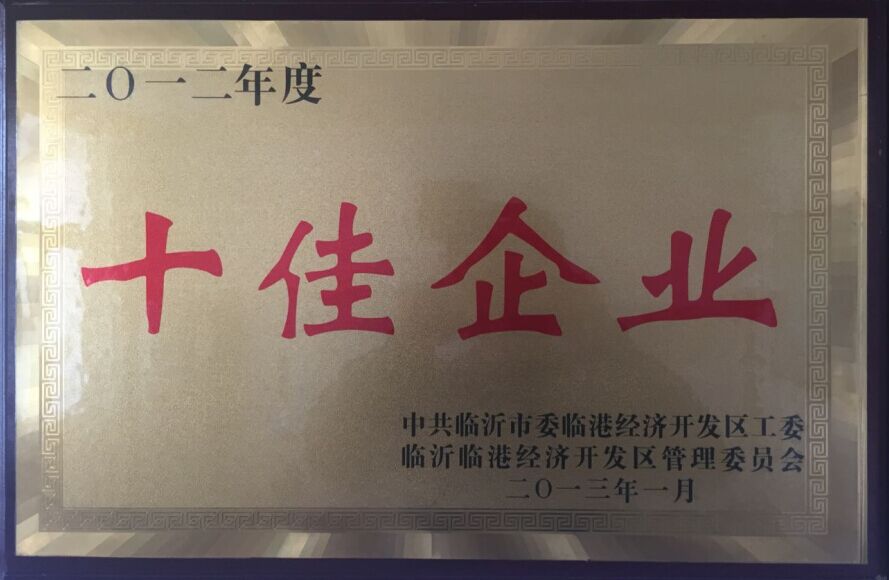 二〇一二年度
十佳企业
中共临沂市委临港经济开发区工委
临沂临港经济开发区管理委员会
二〇一三年一月